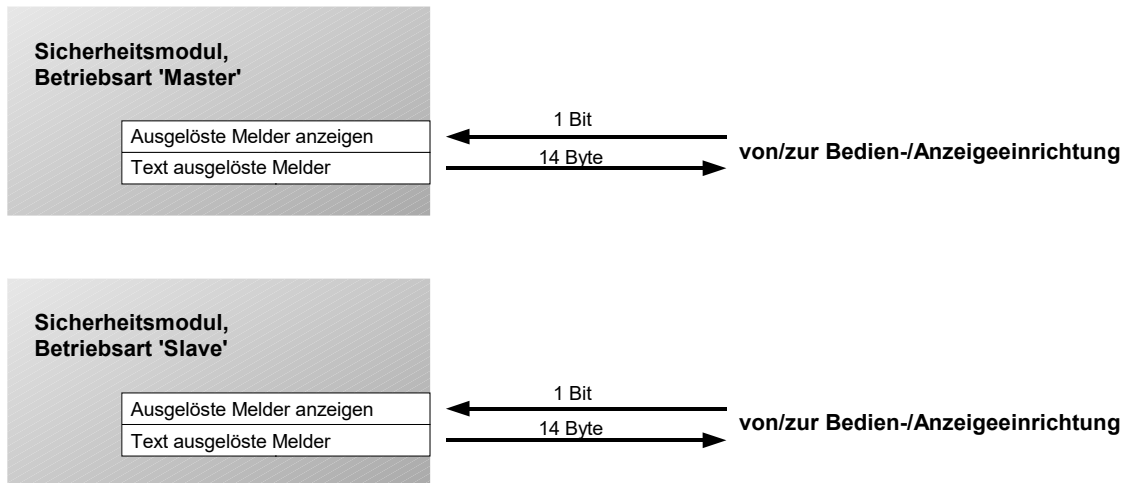 Sicherheitsmodul,
Betriebsart 'Master'
Ausgelöste Melder anzeigen
Text ausgelöste Melder
1 Bit
14 Byte
von/zur Bedien-/Anzeigeeinrichtung
Sicherheitsmodul,
Betriebsart 'Slave'
Ausgelöste Melder anzeigen
Text ausgelöste Melder
1 Bit
14 Byte
von/zur Bedien-/Anzeigeeinrichtung